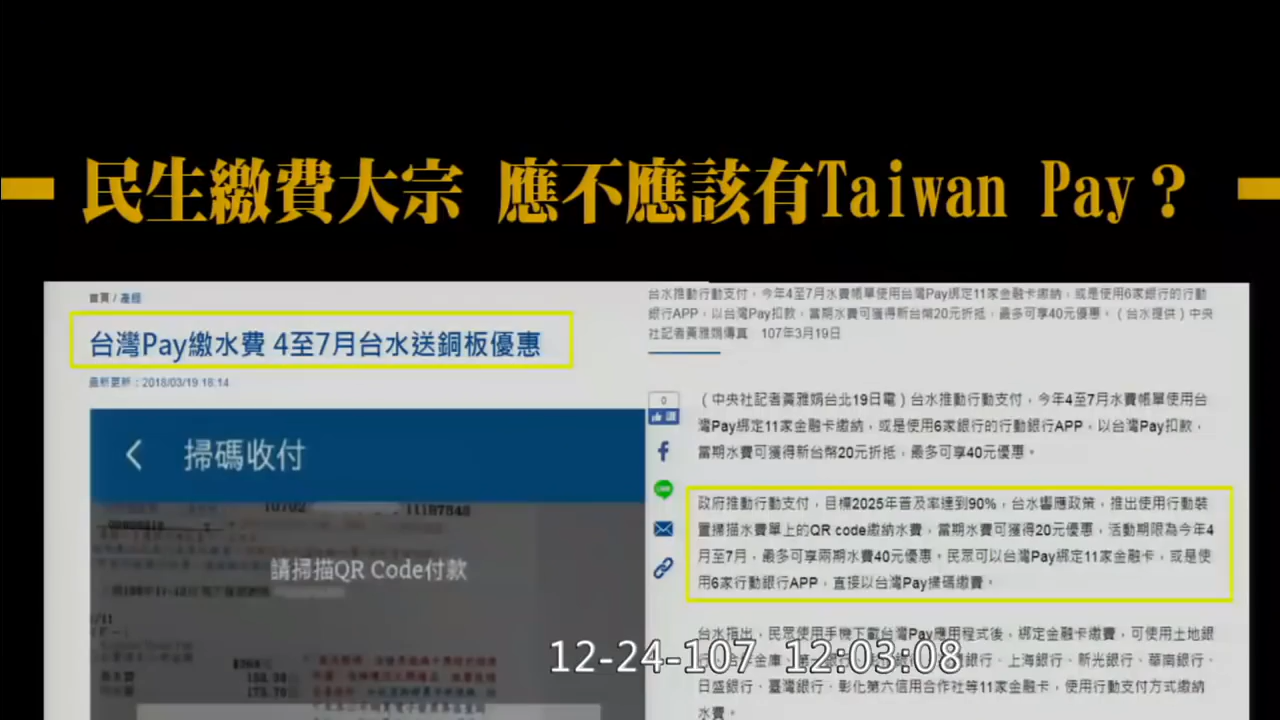 民生繳費大宗 應不應該有Taiwan Pay？
首頁 / 產經
台灣Pay繳水費 4至7月台水送銅板優惠
最新更新：2018/03/19 18:14
掃碼收付
請掃描QR Code付款
台水推動行動支付，今年4至7月水費帳單使用台灣Pay綁定11家金融卡繳納，或是使用6家銀行的行動
銀行APP，以台灣Pay扣款，當期水費可獲得新台幣20元折抵，最多可享40元優惠。（台水提供）中央
社記者黃雅娟傳真 107年3月19日
0
讚
（中央社記者黃雅娟台北19日電）台水推動行動支付，今年4至7月水費帳單使用台
灣Pay綁定11家金融卡繳納，或是使用6家銀行的行動銀行APP，以台灣Pay扣款，
當期水費可獲得新台幣20元折抵，最多可享40元優惠。
政府推動行動支付，目標2025年普及率達到90%，台水響應政策，推出使用行動裝
置掃描水費單上的QR code繳納水費，當期水費可獲得20元優惠，活動期限為今年4
月至7月，最多可享兩期水費40元優惠。民眾可以台灣Pay綁定11家金融卡，或是使
用6家行動銀行APP，直接以台灣Pay掃碼繳費。
台水指出，民眾使用手機下載台灣Pay應用程式後，綁定金融卡繳費，可使用土地銀
銀行、上海銀行、新光銀行、華南銀行、
日盛銀行、臺灣銀行、彰化第六信用合作社等11家金融卡，使用行動支付方式繳納
水費。
12-24-107 12:03:08